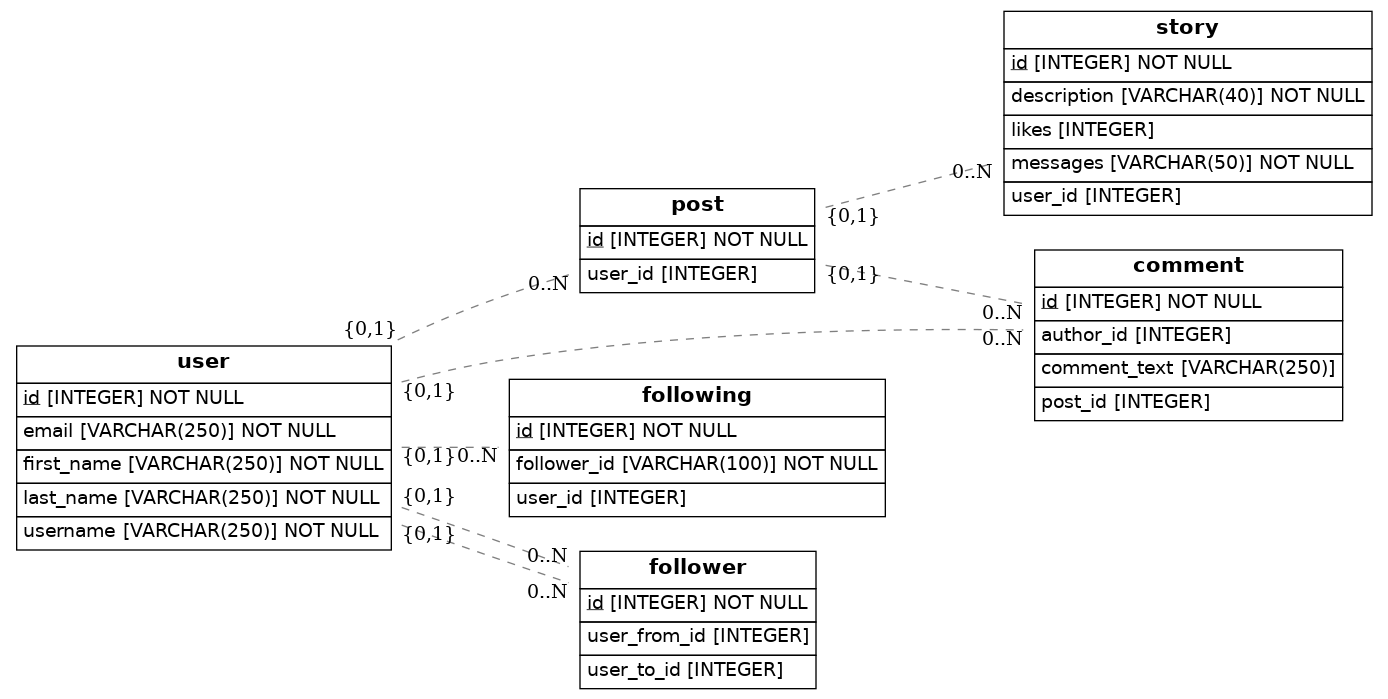 story
id [INTEGER] NOT NULL
description [VARCHAR(40)] NOT NULL
likes [INTEGER]
messages [VARCHAR(50)] NOT NULL
user_id [INTEGER]
0..N
{0,1}
post
id [INTEGER] NOT NULL
user_id [INTEGER]
{0,1}
0..N
comment
id [INTEGER] NOT NULL
author_id [INTEGER]
comment_text [VARCHAR(250)]
post_id [INTEGER]
0..N
0..N
{0,1}
user
id [INTEGER] NOT NULL
email [VARCHAR(250)] NOT NULL
first_name [VARCHAR(250)] NOT NULL
last_name [VARCHAR(250)] NOT NULL
username [VARCHAR(250)] NOT NULL
{0,1}
{0,1}0..N
{0,1}
{0,1}
following
id [INTEGER] NOT NULL
follower_id [VARCHAR(100)] NOT NULL
user_id [INTEGER]
0..N
0..N
follower
id [INTEGER] NOT NULL
user_from_id [INTEGER]
user_to_id [INTEGER]